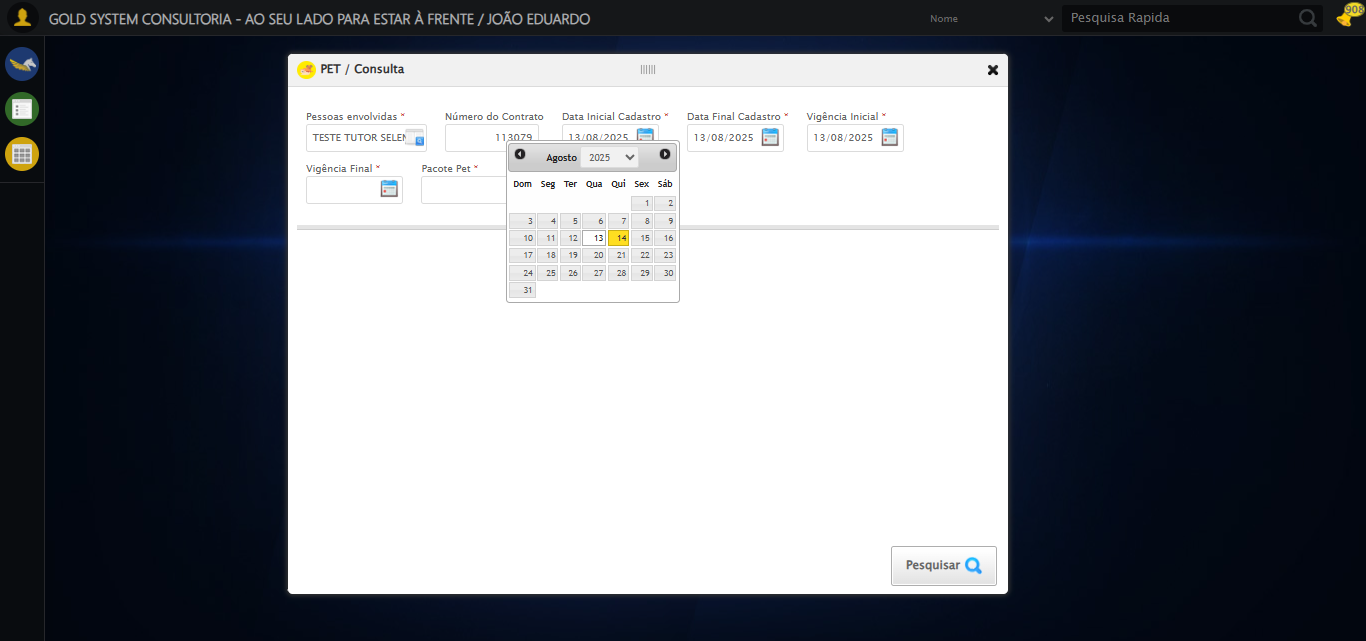 GOLD SYSTEM CONSULTORIA - AO SEU LADO PARA ESTAR À FRENTE / JOÃO EDUARDO
Nome
Pesquisa Rapida
908
PET / Consulta
Pessoas envolvidas *
Número do Contrato
Data Inicial Cadastro *
Data Final Cadastro *
Vigência Inicial *
TESTE TUTOR SELEN
113079
13/08/2025
13/08/2025
13/08/2025
Vigência Final *
Pacote Pet *
Agosto 2025
Dom Seg Ter Qua Qui Sex Sáb
1 2
3 4 5 6 7 8 9
10 11 12 13 14 15 16
17 18 19 20 21 22 23
24 25 26 27 28 29 30
31
Pesquisar